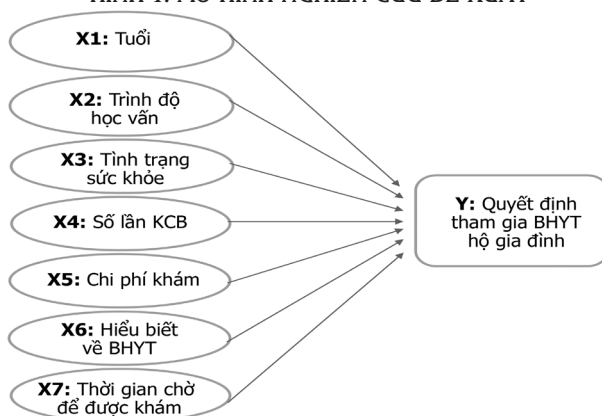 X1: Tuổi
X2: Trình độ
học vấn
X3: Tình trạng
sức khỏe
X4: Số lần KCB
X5: Chi phí khám
X6: Hiểu biết
về BHYT
X7: Thời gian chờ
để được khám
Y: Quyết định
tham gia BHYT
hộ gia đình